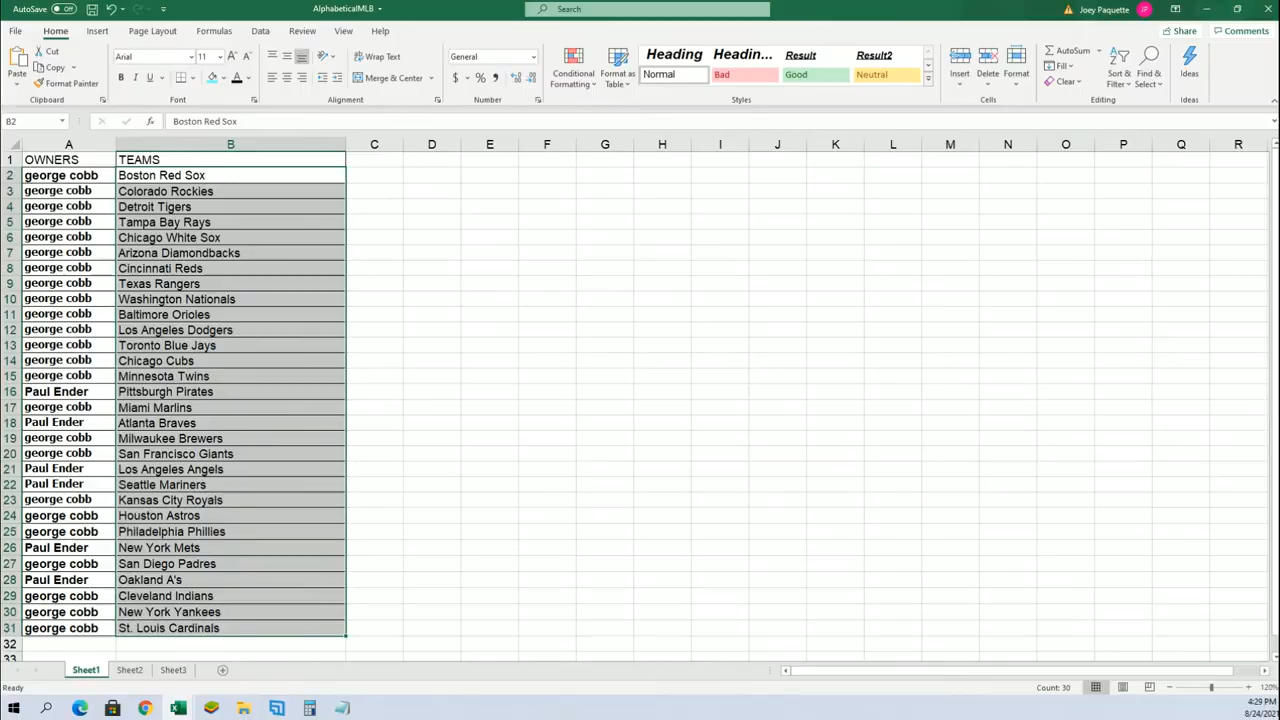 AutoSave Off AlphabeticalMLB Search Joey Paquette JP
File Home Insert Page Layout Formulas Data Review View Help Share Comments
Paste Cut Copy Format Painter Clipboard
Arial 11 B I U Font
Wrap Text Merge & Center Alignment
General $ % Number
Conditional Formatting Format as Table
Heading Headin... Result Result2
Normal Bad Good Neutral
Styles
Insert Delete Format Cells
AutoSum Fill Clear Sort & Filter Find & Select Editing
Ideas Ideas
B2 fx Boston Red Sox
A B C D E F G H I J K L M N O P Q R
1 OWNERS TEAMS
2 george cobb Boston Red Sox
3 george cobb Colorado Rockies
4 george cobb Detroit Tigers
5 george cobb Tampa Bay Rays
6 george cobb Chicago White Sox
7 george cobb Arizona Diamondbacks
8 george cobb Cincinnati Reds
9 george cobb Texas Rangers
10 george cobb Washington Nationals
11 george cobb Baltimore Orioles
12 george cobb Los Angeles Dodgers
13 george cobb Toronto Blue Jays
14 george cobb Chicago Cubs
15 george cobb Minnesota Twins
16 Paul Ender Pittsburgh Pirates
17 george cobb Miami Marlins
18 Paul Ender Atlanta Braves
19 george cobb Milwaukee Brewers
20 george cobb San Francisco Giants
21 Paul Ender Los Angeles Angels
22 Paul Ender Seattle Mariners
23 george cobb Kansas City Royals
24 george cobb Houston Astros
25 george cobb Philadelphia Phillies
26 Paul Ender New York Mets
27 george cobb San Diego Padres
28 Paul Ender Oakland A's
29 george cobb Cleveland Indians
30 george cobb New York Yankees
31 george cobb St. Louis Cardinals
32
33
Sheet1 Sheet2 Sheet3
Ready Count: 30 120%
4:29 PM